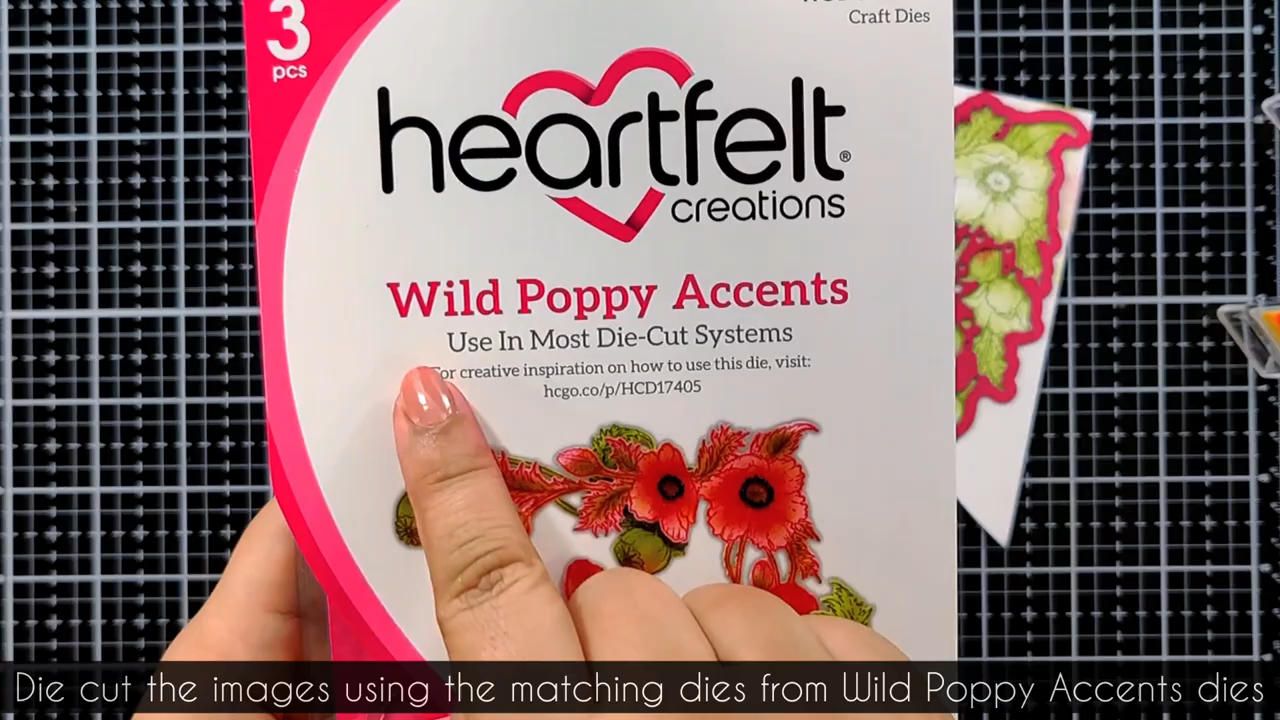 3
pcs
Craft Dies
heartfelt®
creations
Wild Poppy Accents
Use In Most Die-Cut Systems
For creative inspiration on how to use this die, visit:
hcgo.co/p/HCD17405
Die cut the images using the matching dies from Wild Poppy Accents dies